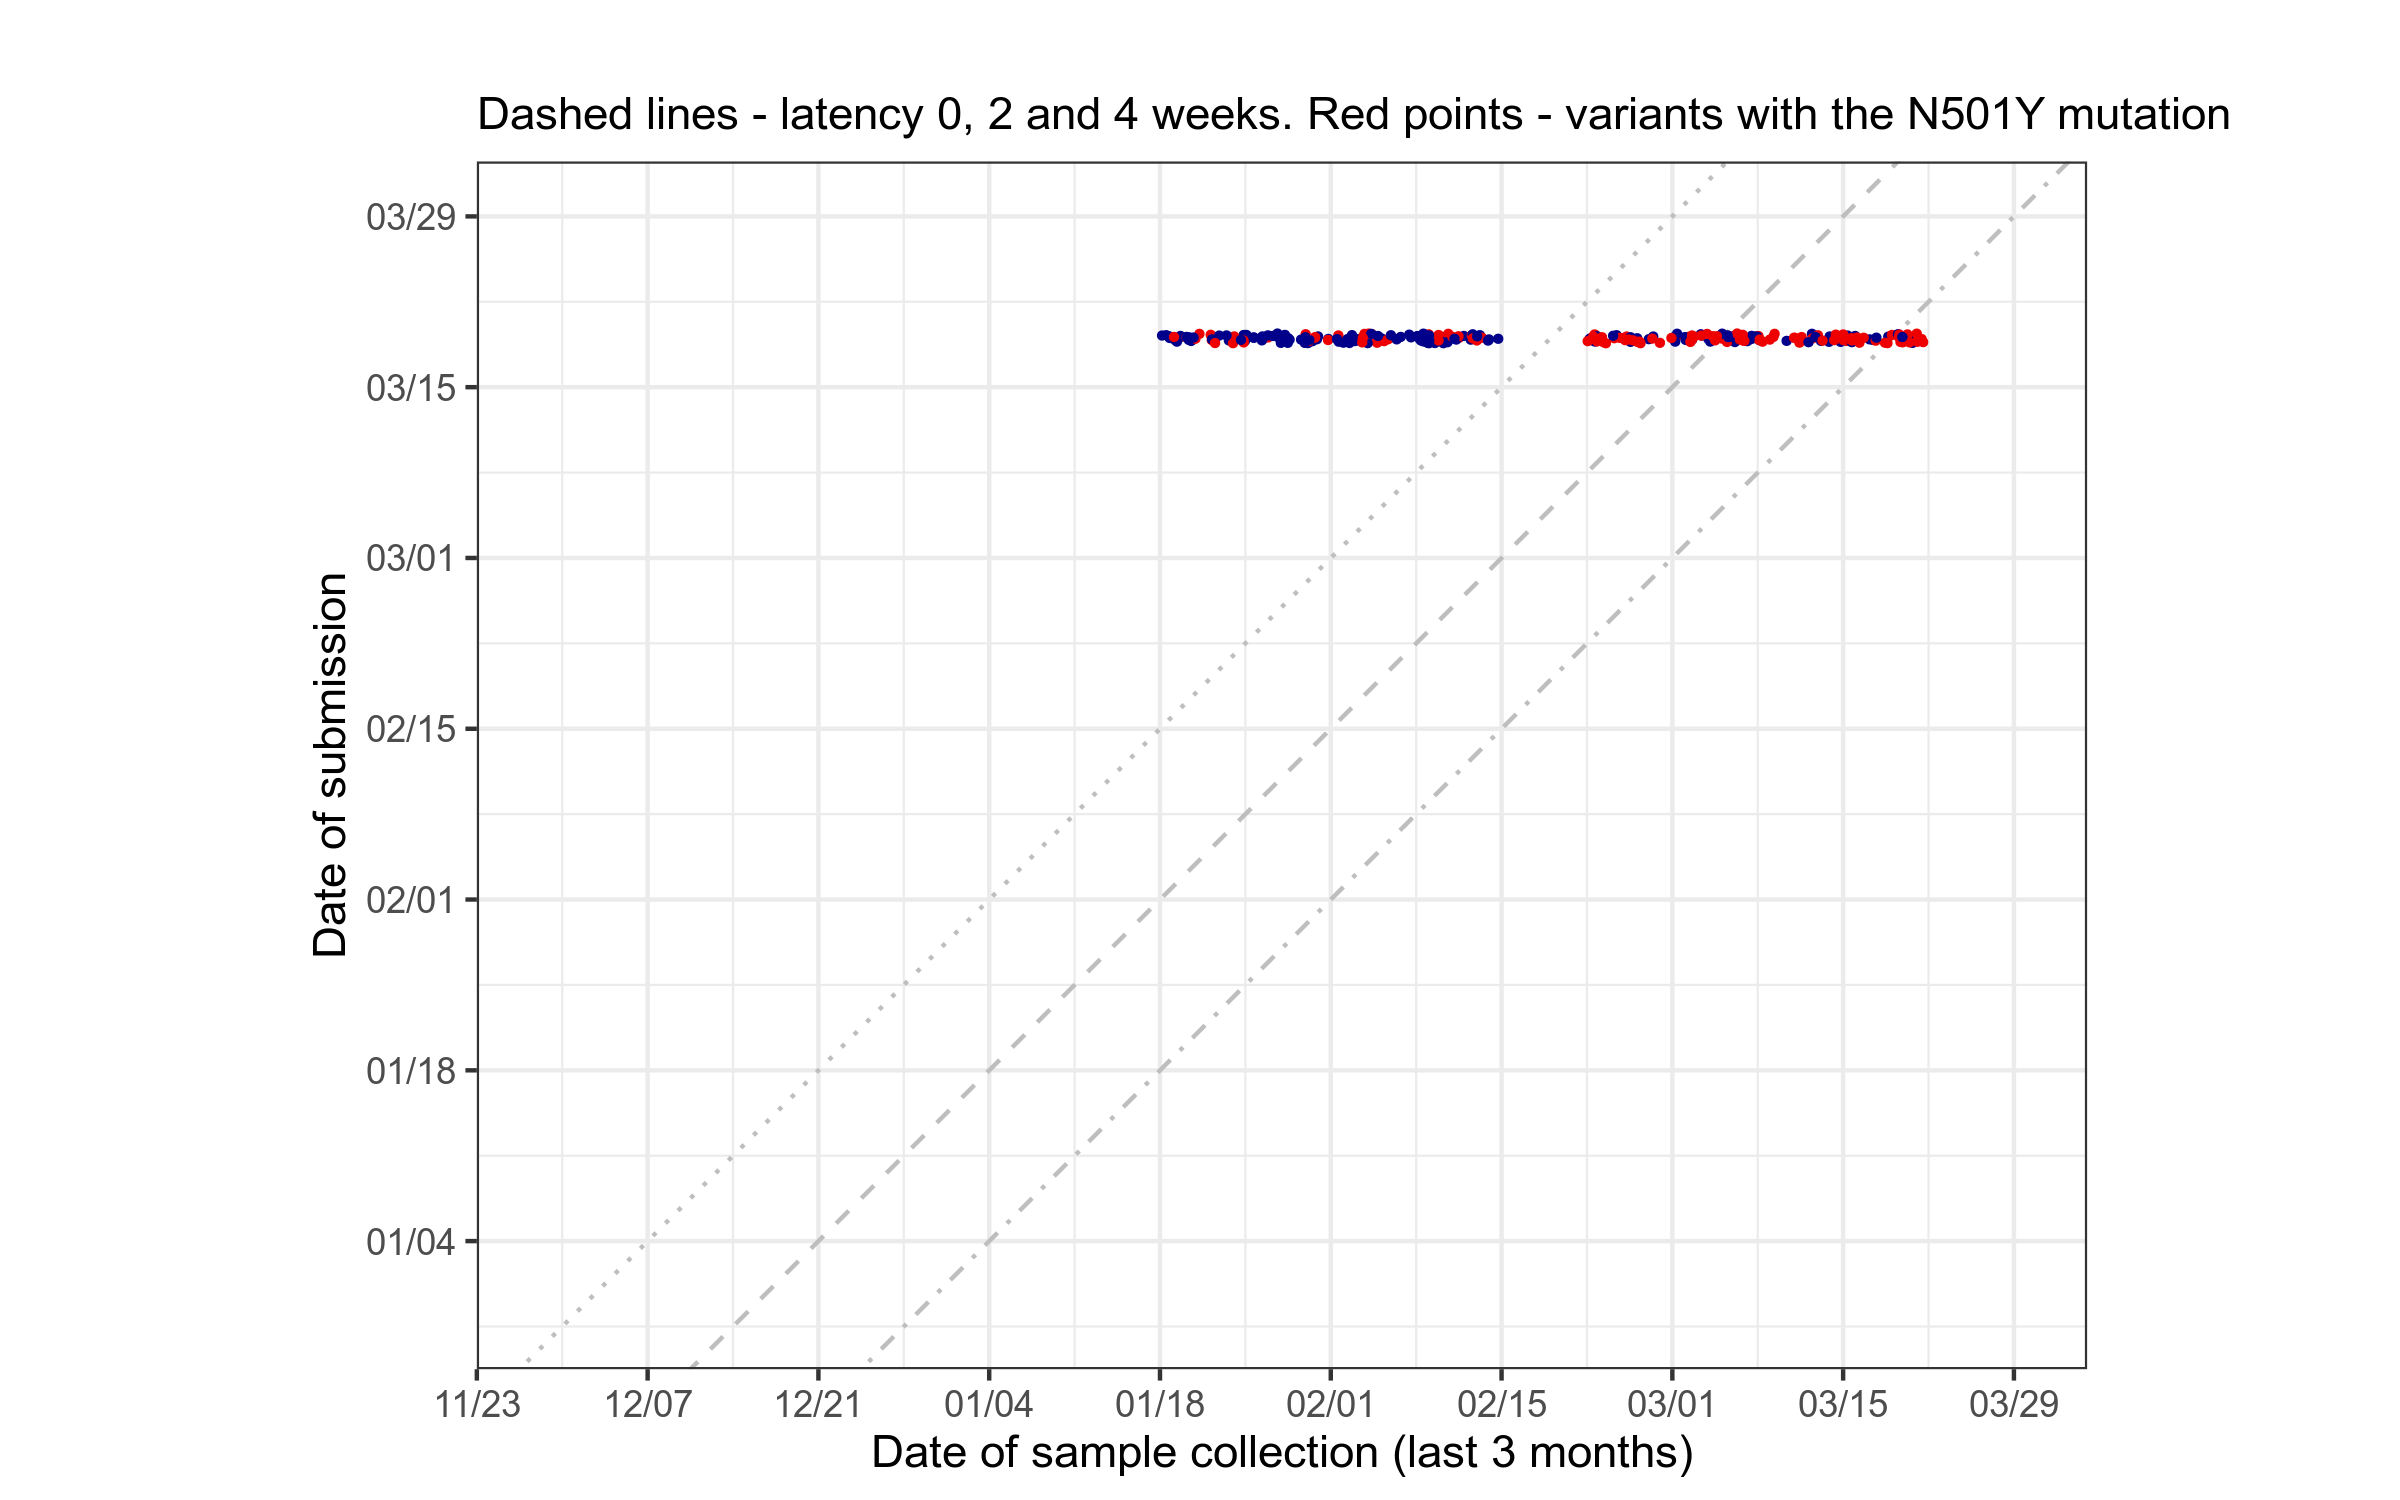 Dashed lines - latency 0, 2 and 4 weeks. Red points - variants with the N501Y mutation
03/29
03/15
03/01
02/15
02/01
01/18
01/04
Date of submission
11/23 12/07 12/21 01/04 01/18 02/01 02/15 03/01 03/15 03/29
Date of sample collection (last 3 months)